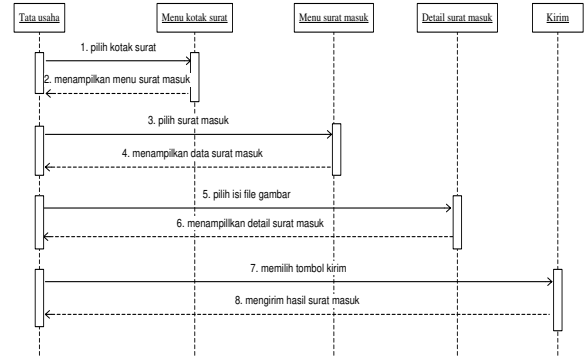 Tata usaha
Menu kotak surat
Menu surat masuk
Detail surat masuk
Kirim
1. pilih kotak surat
2. menampilkan menu surat masuk
3. pilih surat masuk
4. menampilkan data surat masuk
5. pilih isi file gambar
6. menampillkan detail surat masuk
7. memilih tombol kirim
8. mengirim hasil surat masuk